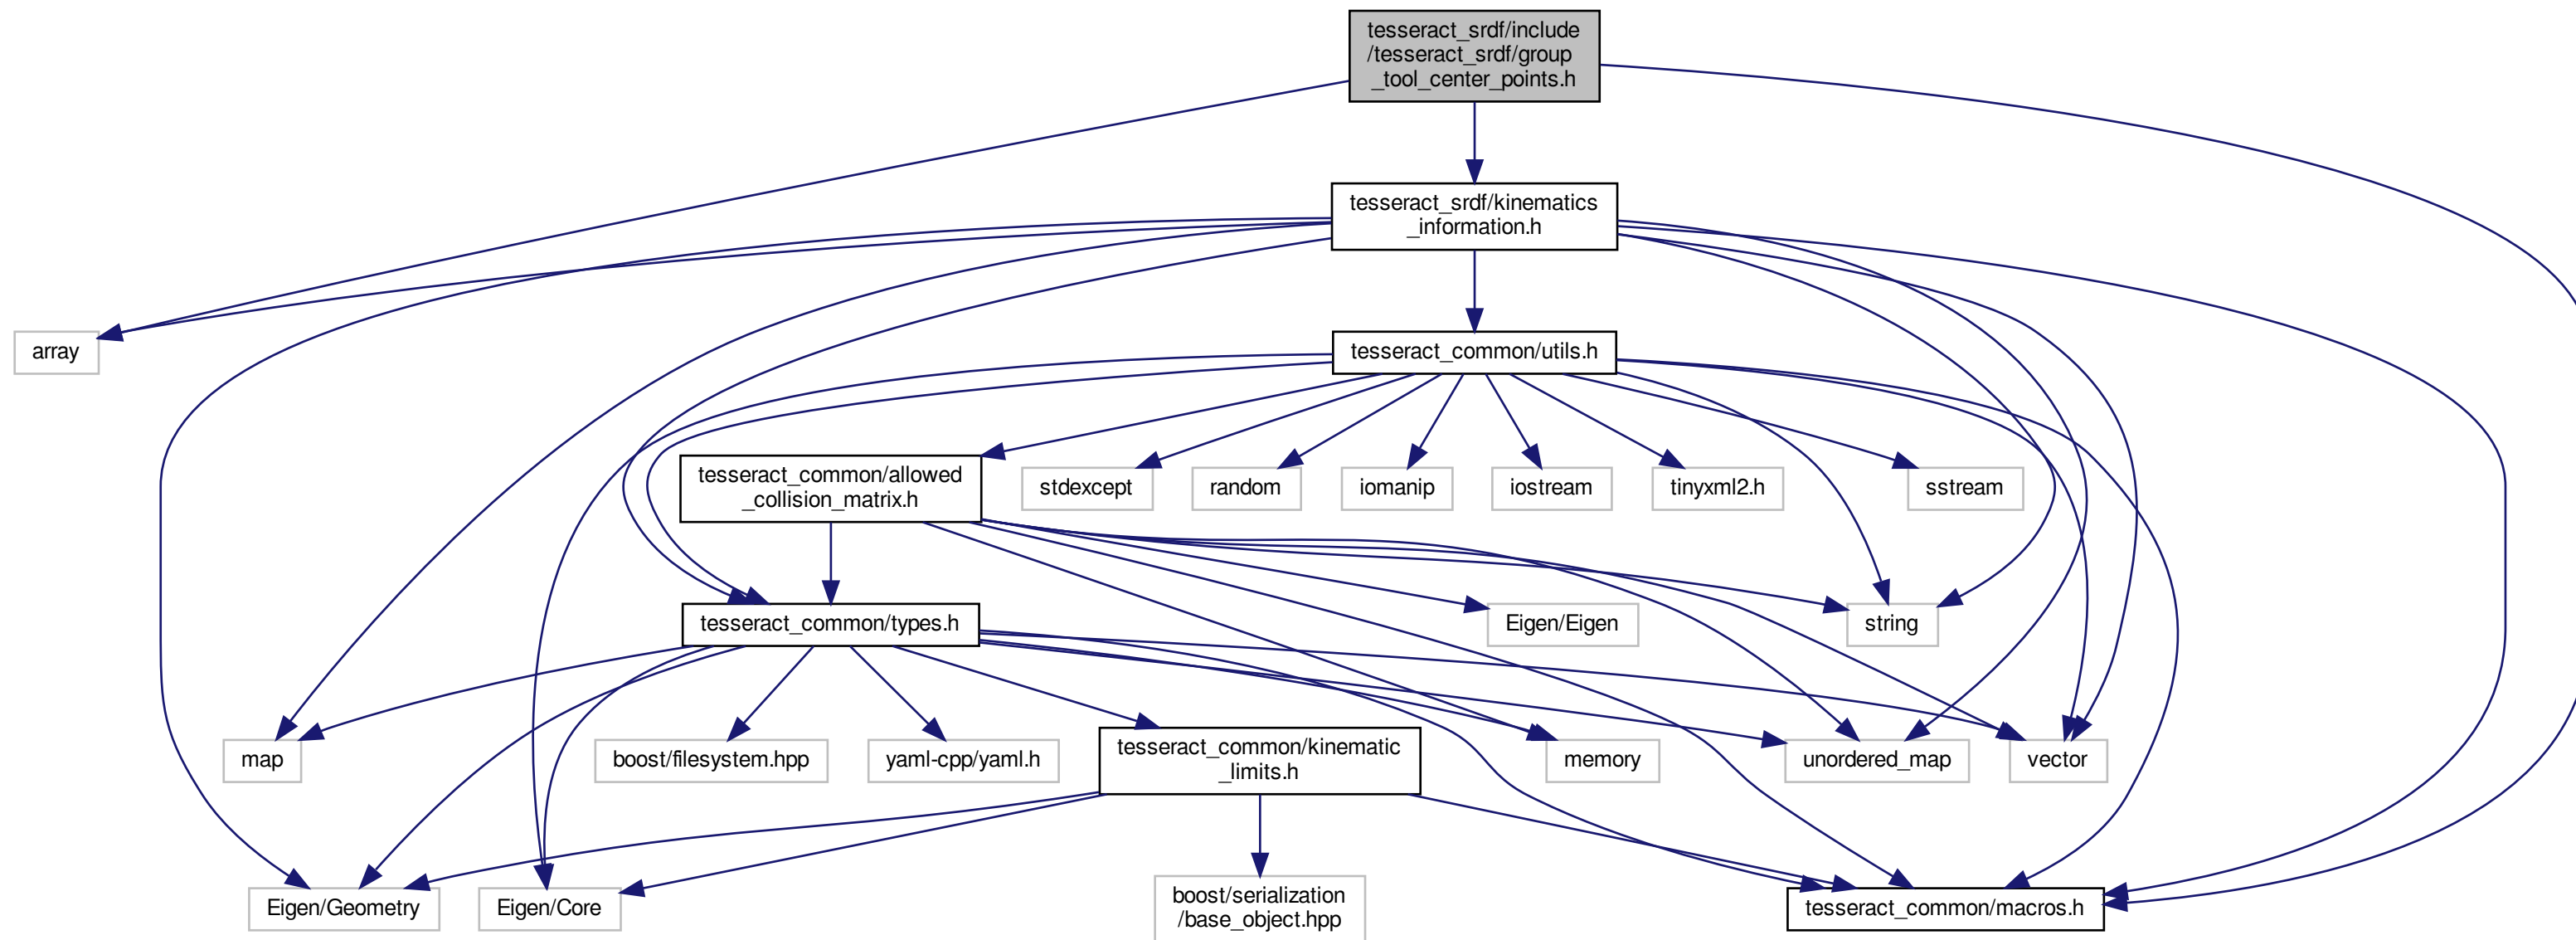 tesseract_srdf/include
/tesseract_srdf/group
_tool_center_points.h
tesseract_srdf/kinematics
_information.h
array
tesseract_common/utils.h
tesseract_common/allowed
_collision_matrix.h
stdexcept
random
iomanip
iostream
tinyxml2.h
sstream
tesseract_common/types.h
Eigen/Eigen
string
map
boost/filesystem.hpp
yaml-cpp/yaml.h
tesseract_common/kinematic
_limits.h
memory
unordered_map
vector
Eigen/Geometry
Eigen/Core
boost/serialization
/base_object.hpp
tesseract_common/macros.h